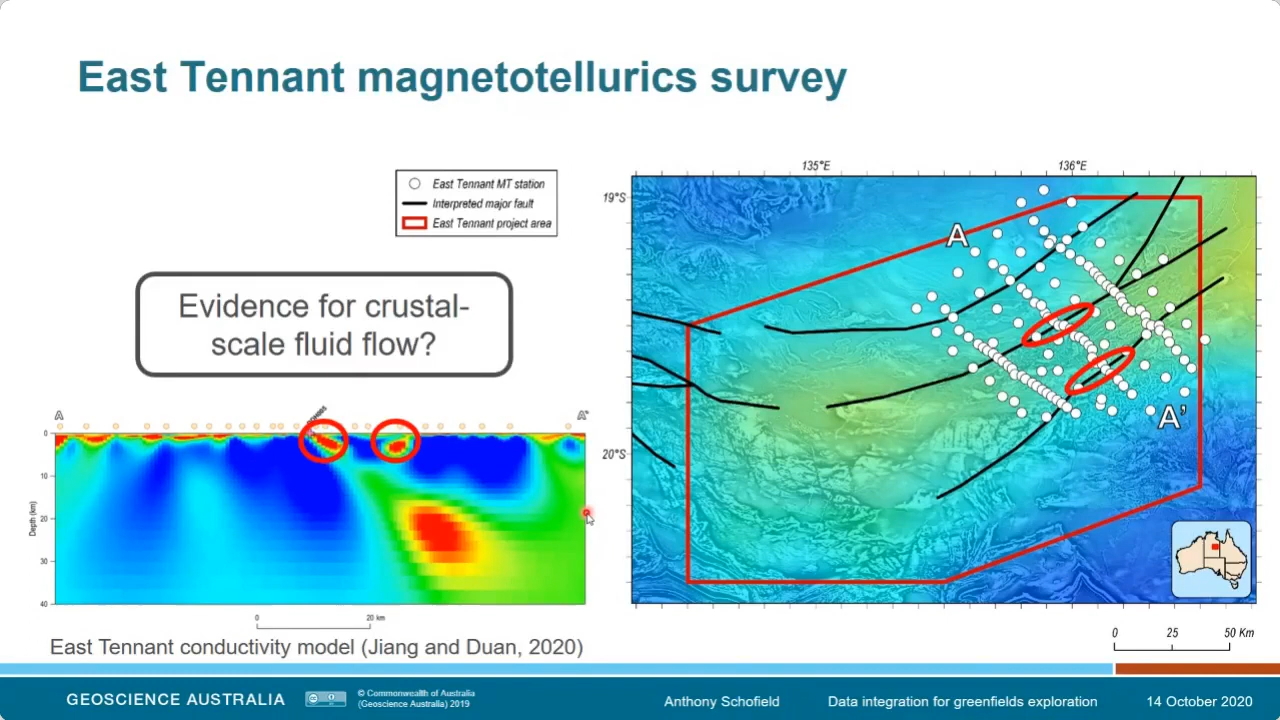 East Tennant magnetotellurics survey
East Tennant MT station
Interpreted major fault
East Tennant project area
Evidence for crustal-
scale fluid flow?
A
A'
0
10
20
30
40
Depth (km)
0
20 km
East Tennant conductivity model (Jiang and Duan, 2020)
135°E
136°E
19°S
20°S
A
A'
0
25
50 Km
GEOSCIENCE AUSTRALIA
© Commonwealth of Australia
(Geoscience Australia) 2019
Anthony Schofield
Data integration for greenfields exploration
14 October 2020